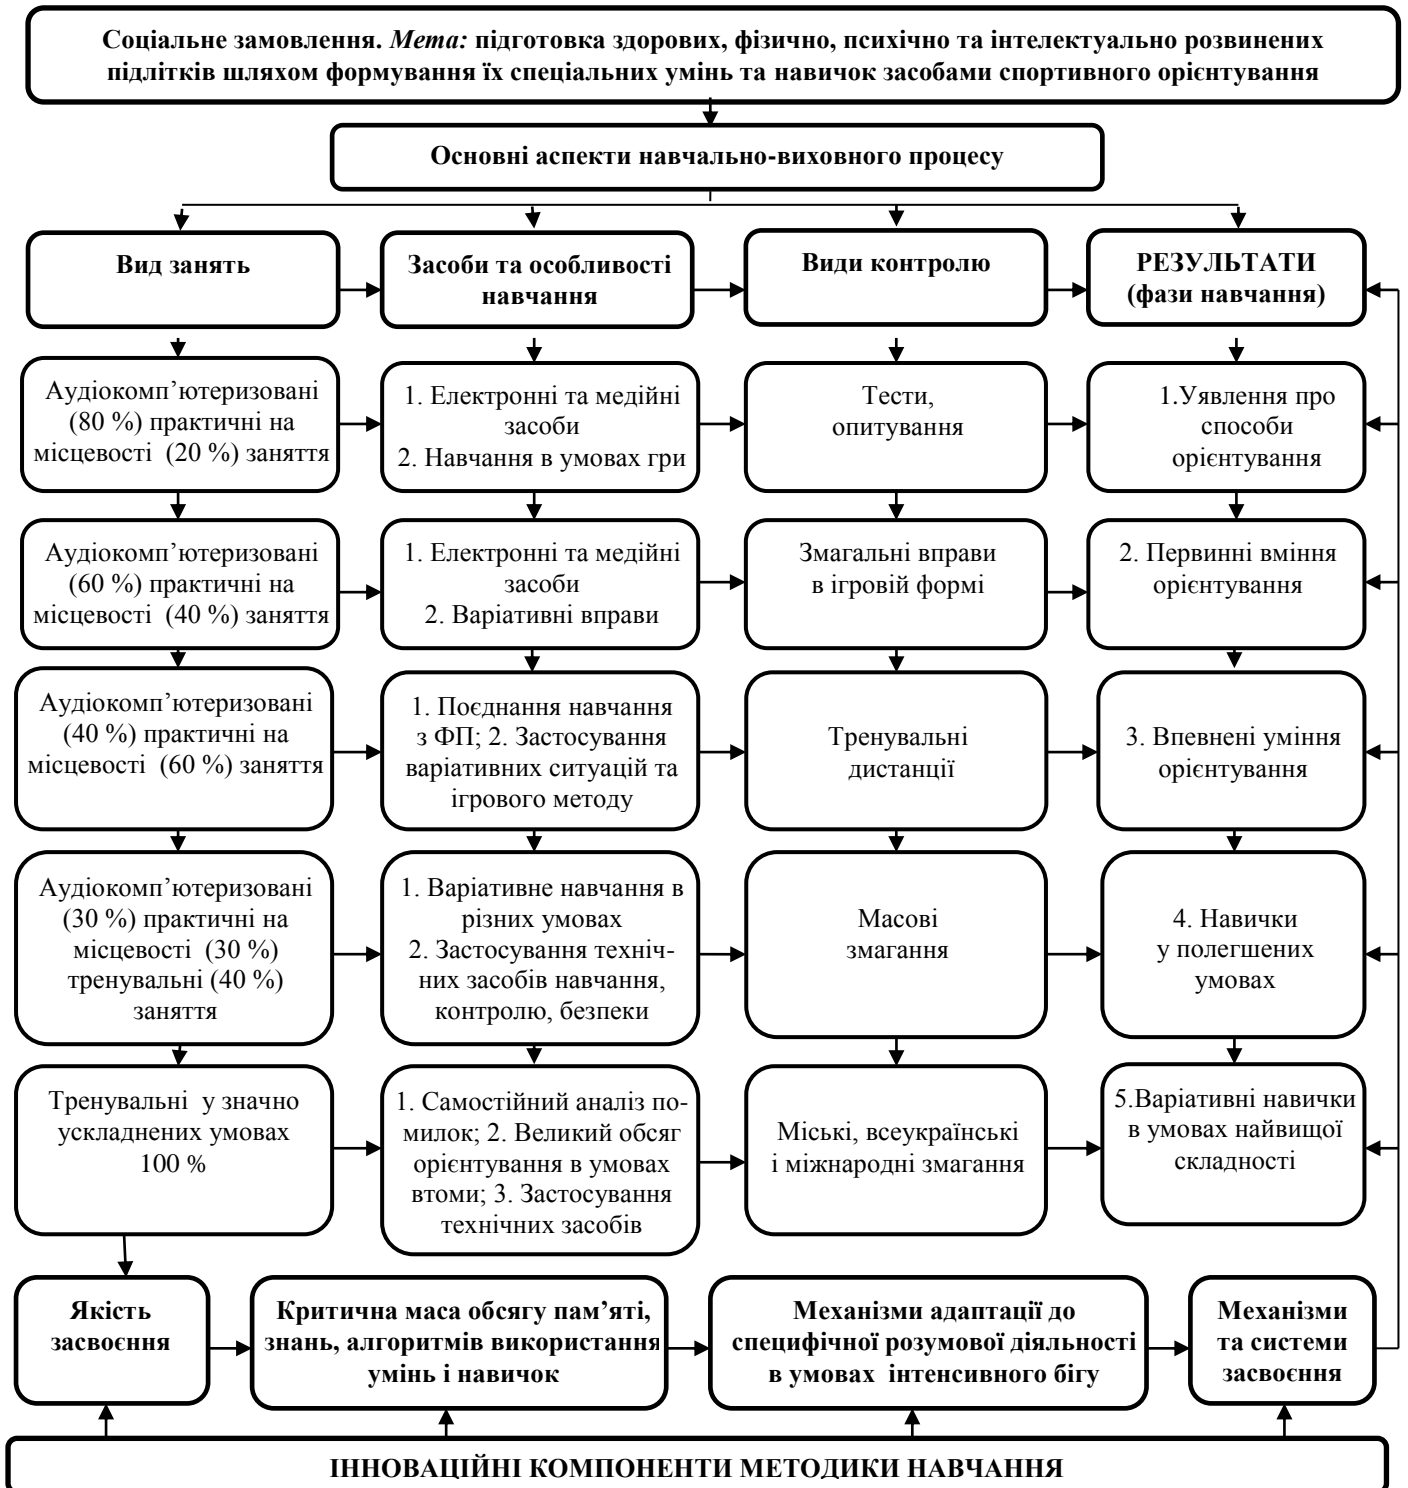 Соціальне замовлення. Мета: підготовка здорових, фізично, психічно та інтелектуально розвинених
підлітків шляхом формування їх спеціальних умінь та навичок засобами спортивного орієнтування
Основні аспекти навчально-виховного процесу
Вид занять
Засоби та особливості
навчання
Види контролю
РЕЗУЛЬТАТИ
(фази навчання)
Аудіокомп’ютеризовані
(80 %) практичні на
місцевості (20 %) заняття
1. Електронні та медійні
засоби
2. Навчання в умовах гри
Тести,
опитування
1.Уявлення про
способи
орієнтування
Аудіокомп’ютеризовані
(60 %) практичні на
місцевості (40 %) заняття
1. Електронні та медійні
засоби
2. Варіативні вправи
Змагальні вправи
в ігровій формі
2. Первинні вміння
орієнтування
Аудіокомп’ютеризовані
(40 %) практичні на
місцевості (60 %) заняття
1. Поєднання навчання
з ФП; 2. Застосування
варіативних ситуацій та
ігрового методу
Тренувальні
дистанції
3. Впевнені уміння
орієнтування
Аудіокомп’ютеризовані
(30 %) практичні на
місцевості (30 %)
тренувальні (40 %)
заняття
1. Варіативне навчання в
різних умовах
2. Застосування техніч-
них засобів навчання,
контролю, безпеки
Масові
змагання
4. Навички
у полегшених
умовах
Тренувальні у значно
ускладнених умовах
100 %
1. Самостійний аналіз по-
милок; 2. Великий обсяг
орієнтування в умовах
втоми; 3. Застосування
технічних засобів
Міські, всеукраїнські
і міжнародні змагання
5.Варіативні навички
в умовах найвищої
складності
Якість
засвоєння
Критична маса обсягу пам’яті,
знань, алгоритмів використання
умінь і навичок
Механізми адаптації до
специфічної розумової діяльності
в умовах інтенсивного бігу
Механізми
та системи
засвоєння
ІННОВАЦІЙНІ КОМПОНЕНТИ МЕТОДИКИ НАВЧАННЯ